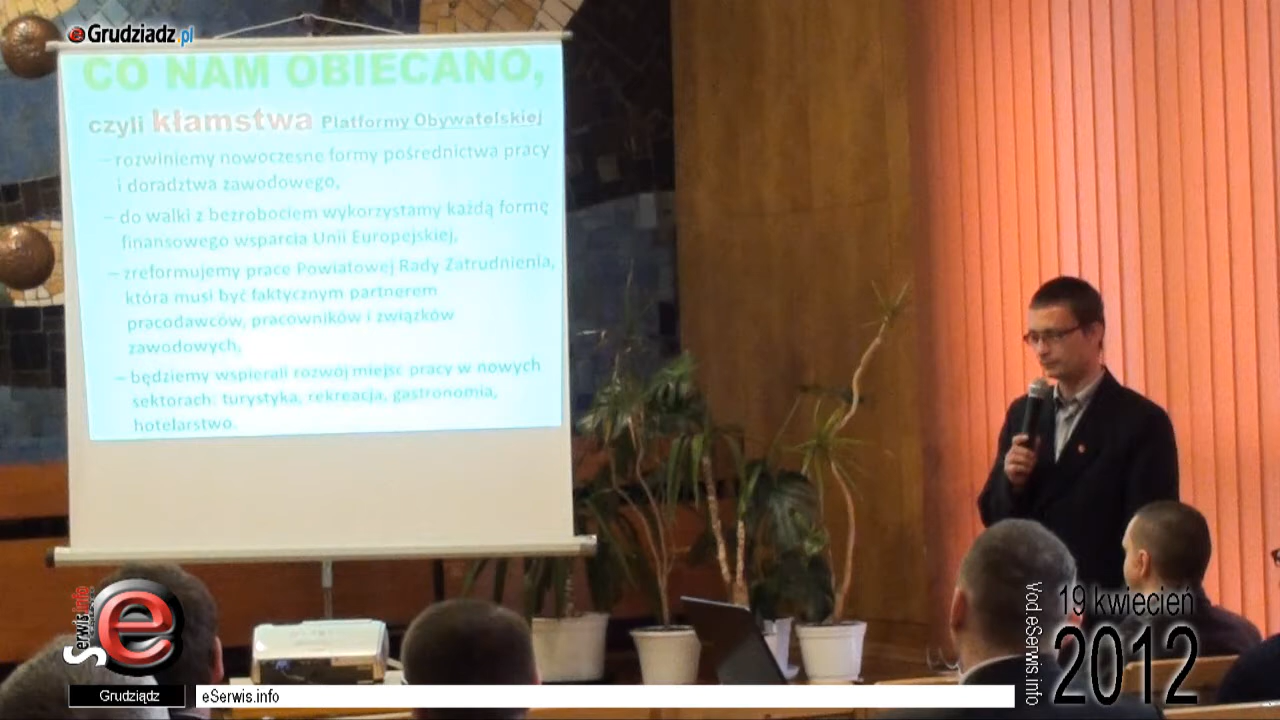 eGrudziadz.pl
CO NAM OBIECANO,
czyli kłamstwa Platformy Obywatelskiej
– rozwiniemy nowoczesne formy pośrednictwa pracy
i doradztwa zawodowego,
– do walki z bezrobociem wykorzystamy każdą formę
finansowego wsparcia Unii Europejskiej,
– zreformujemy prace Powiatowej Rady Zatrudnienia,
która musi być faktycznym partnerem
pracodawców, pracowników i związków
zawodowych,
– będziemy wspierali rozwój miejsc pracy w nowych
sektorach: turystyka, rekreacja, gastronomia,
hotelarstwo.
eSerwis.info
Grudziądz
eSerwis.info
Vod.eSerwis.info
19 kwiecień
2012